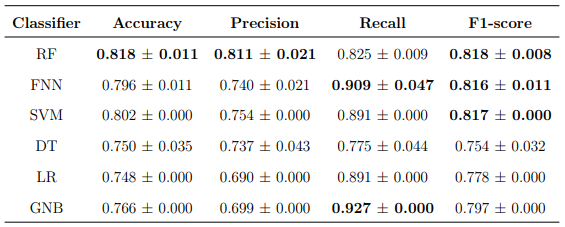 Classifier Accuracy Precision Recall F1-score
RF 0.818 ± 0.011 0.811 ± 0.021 0.825 ± 0.009 0.818 ± 0.008
FNN 0.796 ± 0.011 0.740 ± 0.021 0.909 ± 0.047 0.816 ± 0.011
SVM 0.802 ± 0.000 0.754 ± 0.000 0.891 ± 0.000 0.817 ± 0.000
DT 0.750 ± 0.035 0.737 ± 0.043 0.775 ± 0.044 0.754 ± 0.032
LR 0.748 ± 0.000 0.690 ± 0.000 0.891 ± 0.000 0.778 ± 0.000
GNB 0.766 ± 0.000 0.699 ± 0.000 0.927 ± 0.000 0.797 ± 0.000